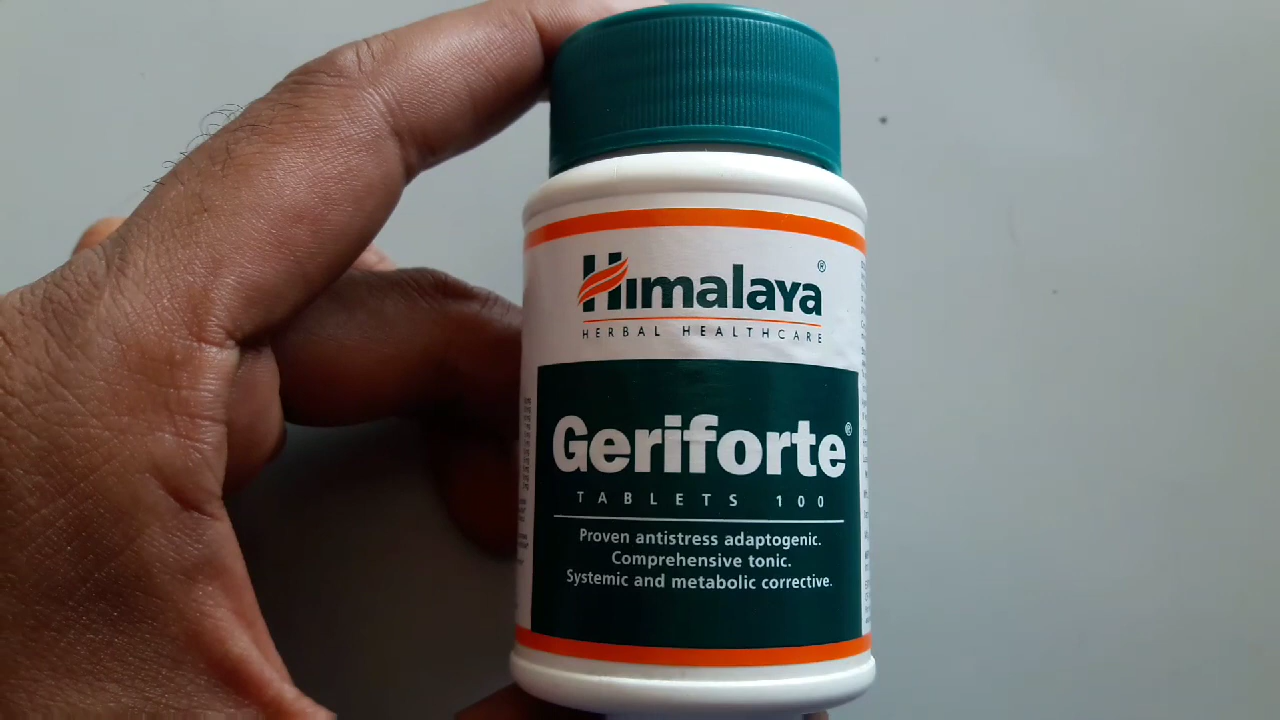 Himalaya®
HERBAL HEALTHCARE
Geriforte®
TABLETS 100
Proven antistress adaptogenic.
Comprehensive tonic.
Systemic and metabolic corrective.